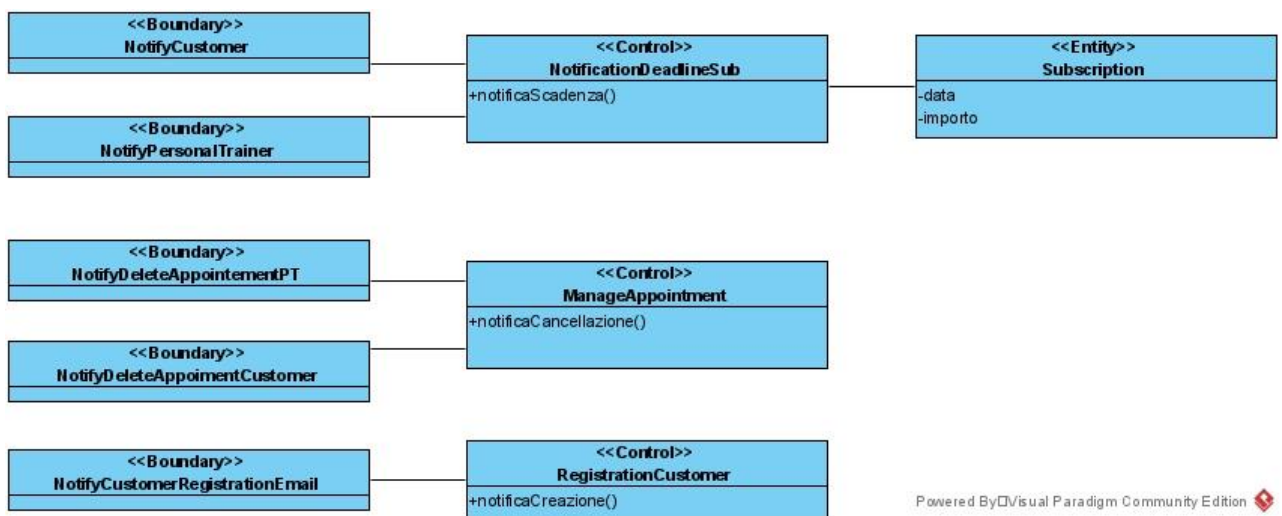 <<Boundary>>
NotifyCustomer
<<Control>>
NotificationDeadlineSub
+notificaScadenza()
<<Entity>>
Subscription
-data
-importo
<<Boundary>>
NotifyPersonalTrainer
<<Boundary>>
NotifyDeleteAppointementPT
<<Control>>
ManageAppointment
+notificaCancellazione()
<<Boundary>>
NotifyDeleteAppoimentCustomer
<<Boundary>>
NotifyCustomerRegistrationEmail
<<Control>>
RegistrationCustomer
+notificaCreazione()
Powered By□Visual Paradigm Community Edition